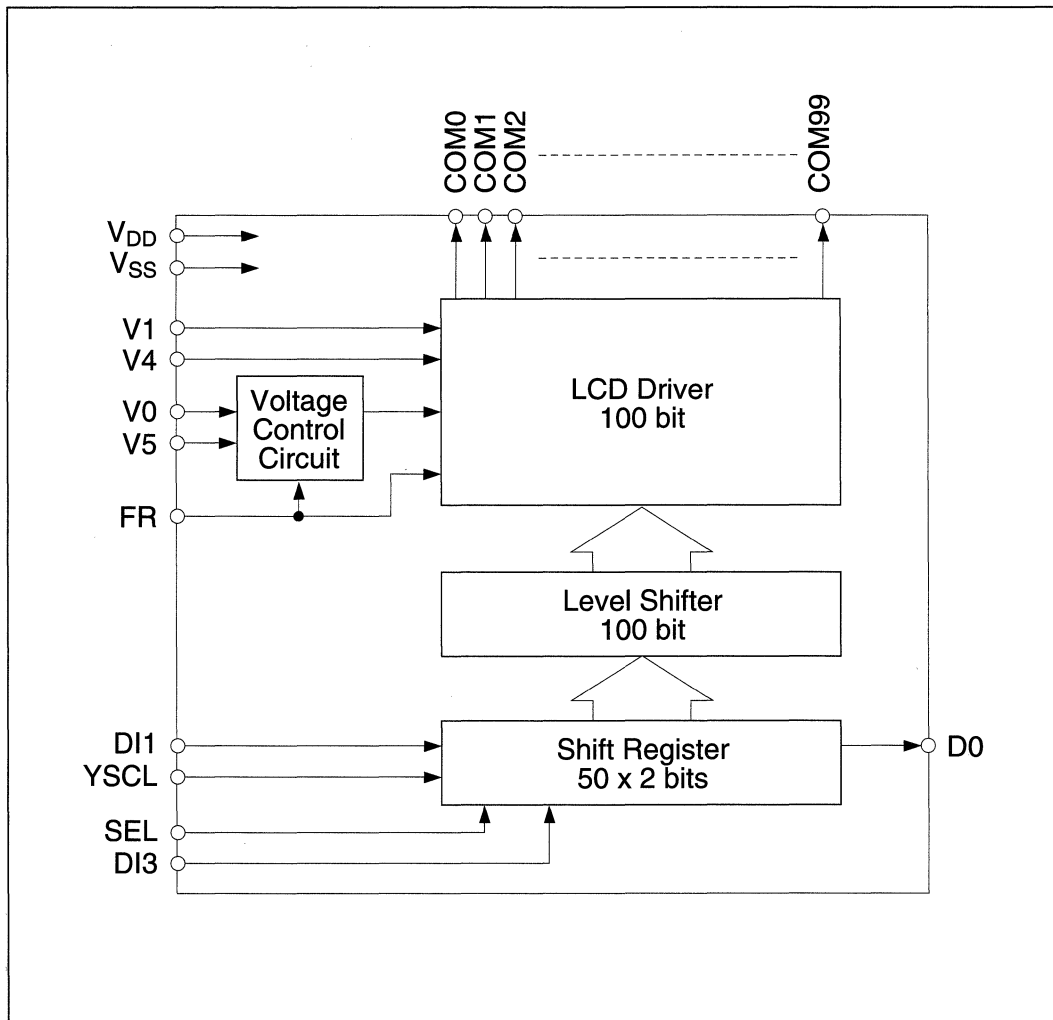 COM0
COM1
COM2
COM99
VDD
VSS
V1
V4
V0
V5
FR
Voltage
Control
Circuit
LCD Driver
100 bit
Level Shifter
100 bit
DI1
YSCL
SEL
DI3
Shift Register
50 x 2 bits
D0